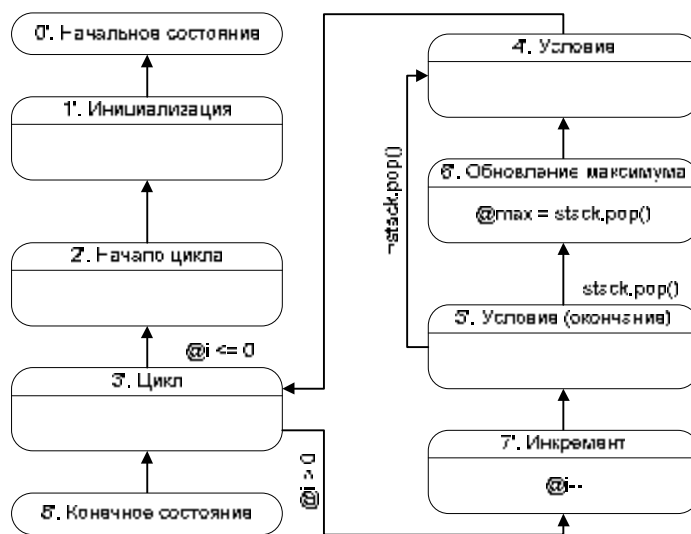 0'. Начальное состояние
1'. Инициализация
2'. Начало цикла
@i <= 0
3'. Цикл
8'. Конечное состояние
@i > 0
4'. Условие
¬stack.pop()
6'. Обновление максимума
@max = stack.pop()
stack.pop()
5'. Условие (окончание)
7'. Инкремент
@i--